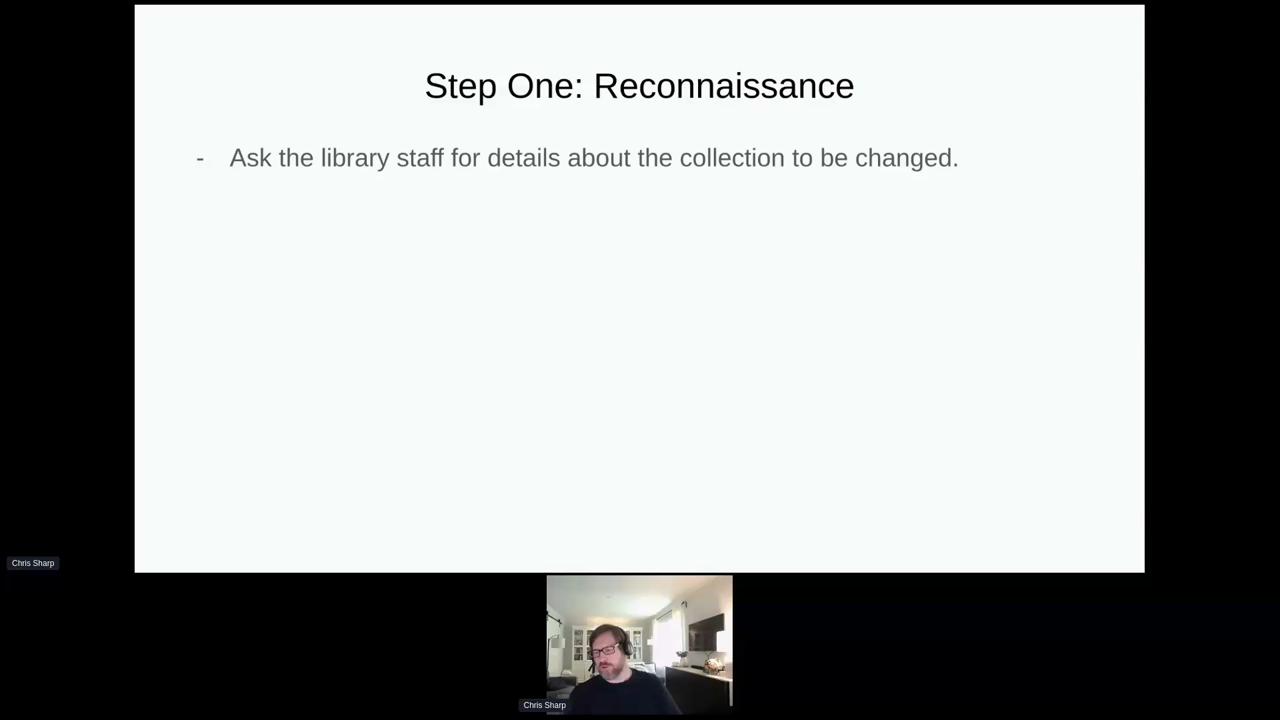 Step One: Reconnaissance
- Ask the library staff for details about the collection to be changed.
Chris Sharp
Chris Sharp